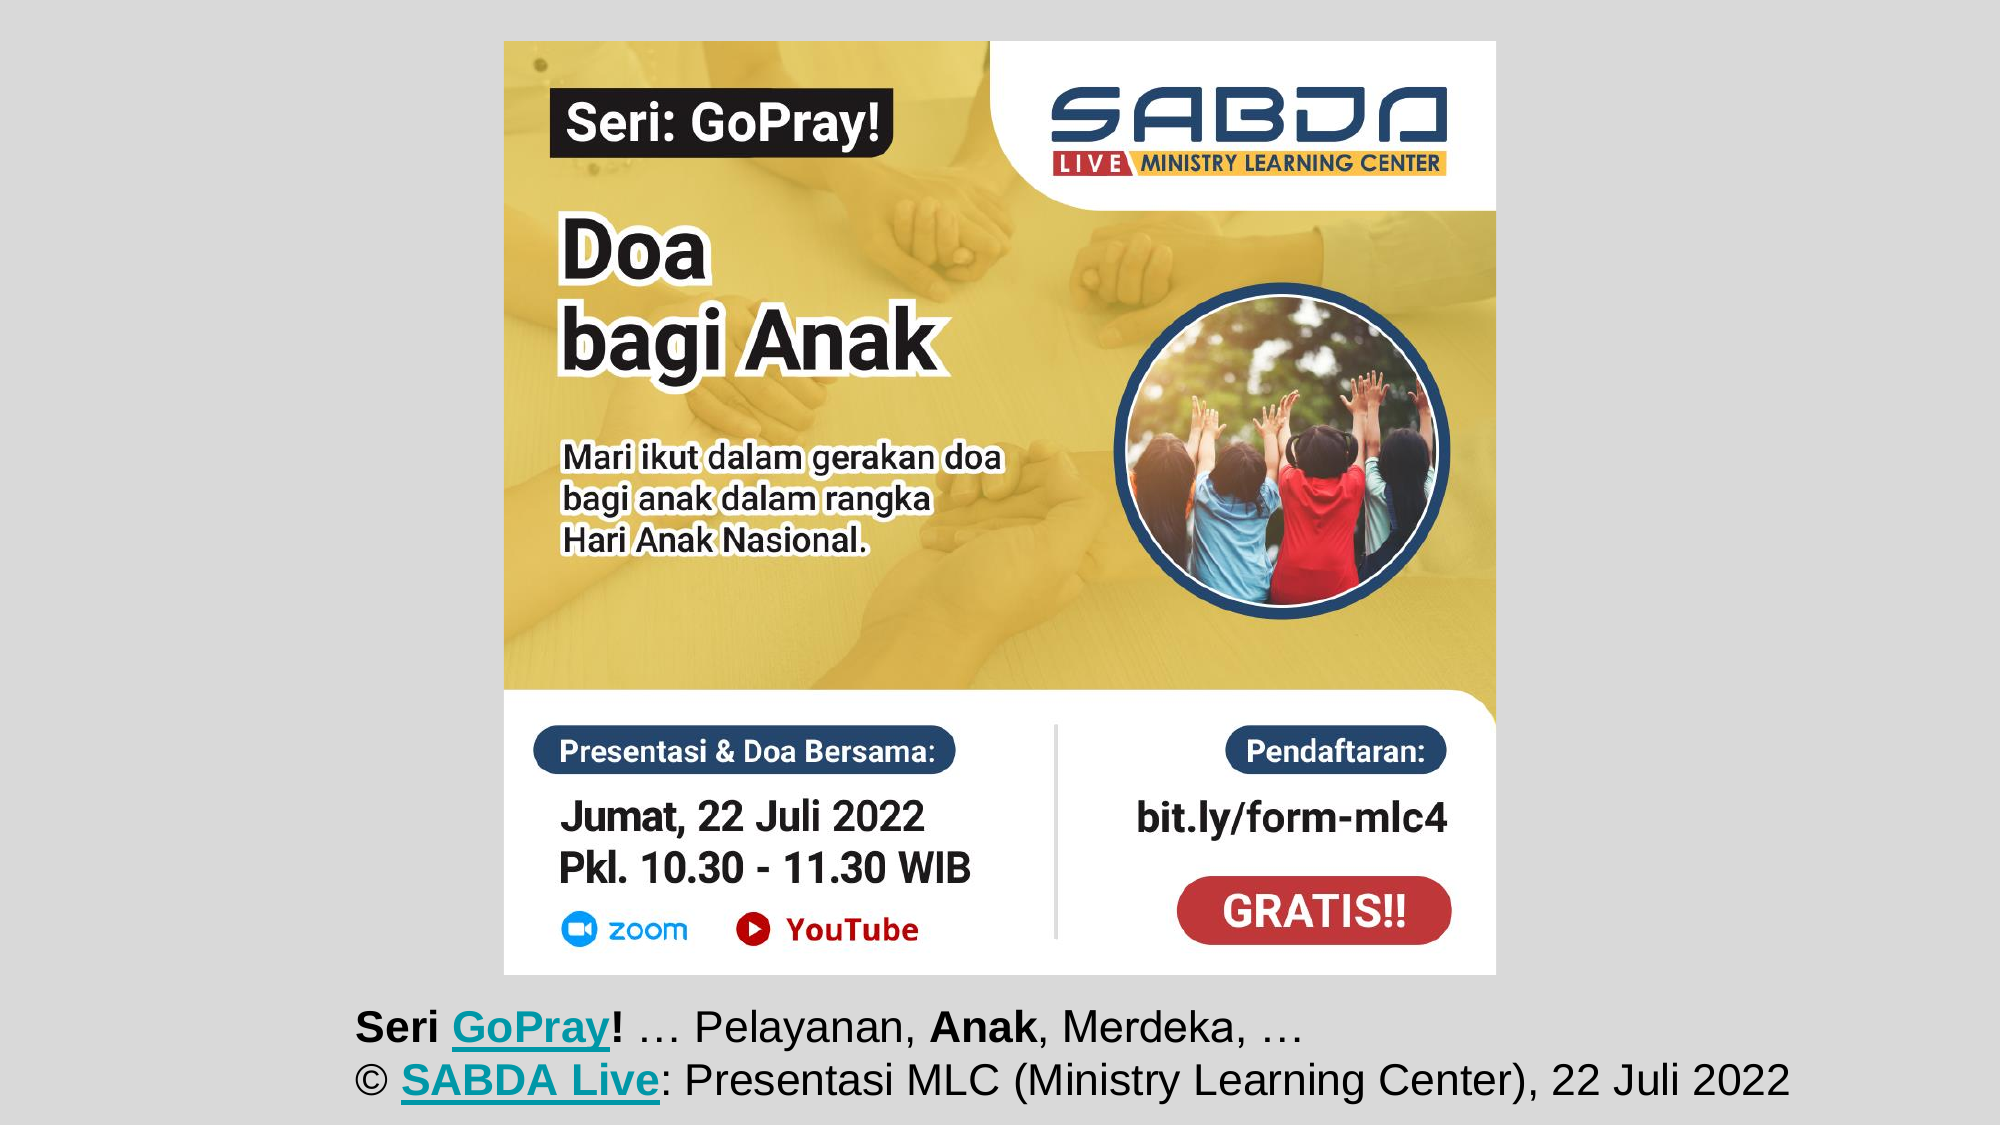 Seri: GoPray!
SABDA
LIVE MINISTRY LEARNING CENTER
Doa
bagi Anak
Mari ikut dalam gerakan doa
bagi anak dalam rangka
Hari Anak Nasional.
Presentasi & Doa Bersama:
Jumat, 22 Juli 2022
Pkl. 10.30 - 11.30 WIB
zoom YouTube
Pendaftaran:
bit.ly/form-mlc4
GRATIS!!
Seri GoPray! … Pelayanan, Anak, Merdeka, …
© SABDA Live: Presentasi MLC (Ministry Learning Center), 22 Juli 2022